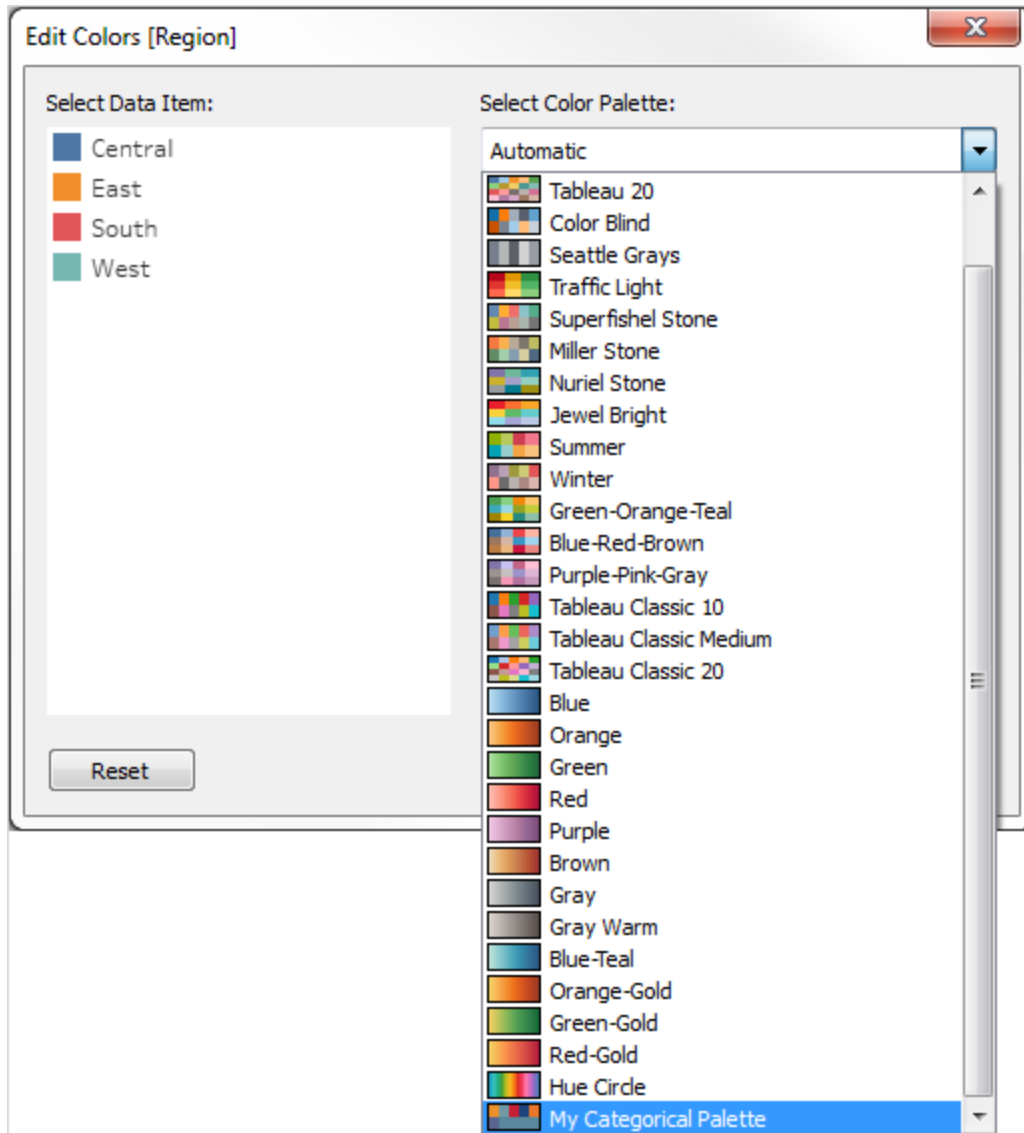 Edit Colors [Region]
Select Data Item:
Central
East
South
West
Reset
Select Color Palette:
Automatic
Tableau 20
Color Blind
Seattle Grays
Traffic Light
Superfishel Stone
Miller Stone
Nuriel Stone
Jewel Bright
Summer
Winter
Green-Orange-Teal
Blue-Red-Brown
Purple-Pink-Gray
Tableau Classic 10
Tableau Classic Medium
Tableau Classic 20
Blue
Orange
Green
Red
Purple
Brown
Gray
Gray Warm
Blue-Teal
Orange-Gold
Green-Gold
Red-Gold
Hue Circle
My Categorical Palette